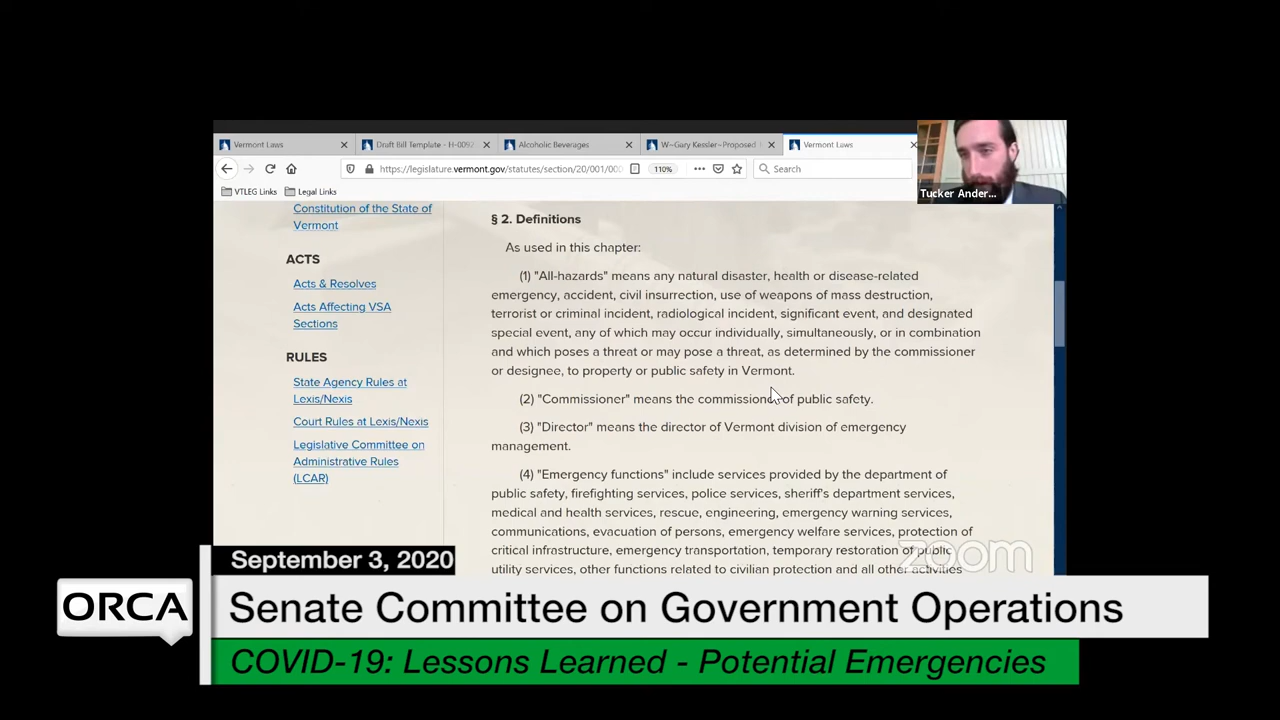 Vermont Laws
Draft Bill Template - H-009
Alcoholic Beverages
W~Gary Kessler~Proposed
Vermont Laws
https://legislature.vermont.gov/statutes/section/20/001/000
110%
Search
VTLEG Links
Legal Links
Tucker Ander...
Constitution of the State of
Vermont
ACTS
Acts & Resolves
Acts Affecting VSA
Sections
RULES
State Agency Rules at
Lexis/Nexis
Court Rules at Lexis/Nexis
Legislative Committee on
Administrative Rules
(LCAR)
§ 2. Definitions
As used in this chapter:
(1) "All-hazards" means any natural disaster, health or disease-related
emergency, accident, civil insurrection, use of weapons of mass destruction,
terrorist or criminal incident, radiological incident, significant event, and designated
special event, any of which may occur individually, simultaneously, or in combination
and which poses a threat or may pose a threat, as determined by the commissioner
or designee, to property or public safety in Vermont.
(2) "Commissioner" means the commissioner of public safety.
(3) "Director" means the director of Vermont division of emergency
management.
(4) "Emergency functions" include services provided by the department of
public safety, firefighting services, police services, sheriff's department services,
medical and health services, rescue, engineering, emergency warning services,
communications, evacuation of persons, emergency welfare services, protection of
critical infrastructure, emergency transportation, temporary restoration of public
utility services, other functions related to civilian protection and all other activities
zoom
September 3, 2020
ORCA
Senate Committee on Government Operations
COVID-19: Lessons Learned - Potential Emergencies